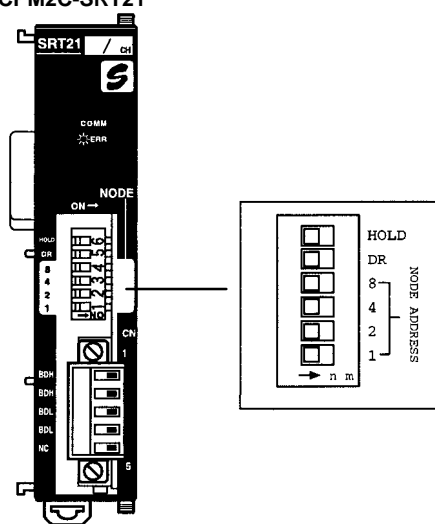 CPM2C-SRT21
SRT21 / CH
S
COMM
ERR
NODE
ON →
HOLD 6
DR 5
8 4
4 3
2 2
1 1
→NO
CN
1
BDH
BDH
BDL
BDL
NC
5
HOLD
DR
8
4
2
1
NODE ADDRESS
→ n m